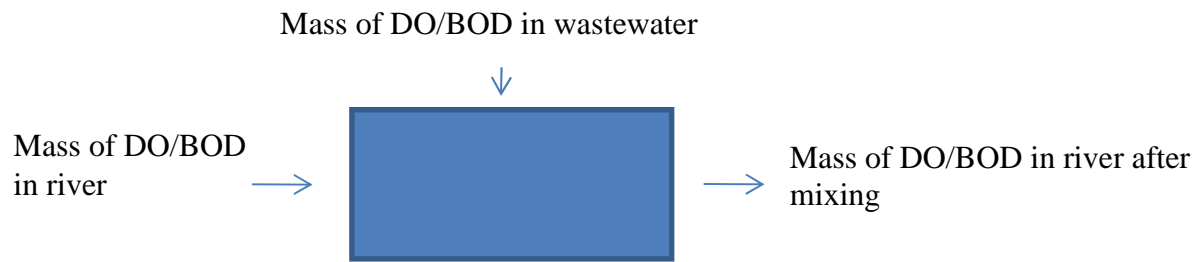 Mass of DO/BOD in wastewater
Mass of DO/BOD
in river
Mass of DO/BOD in river after
mixing